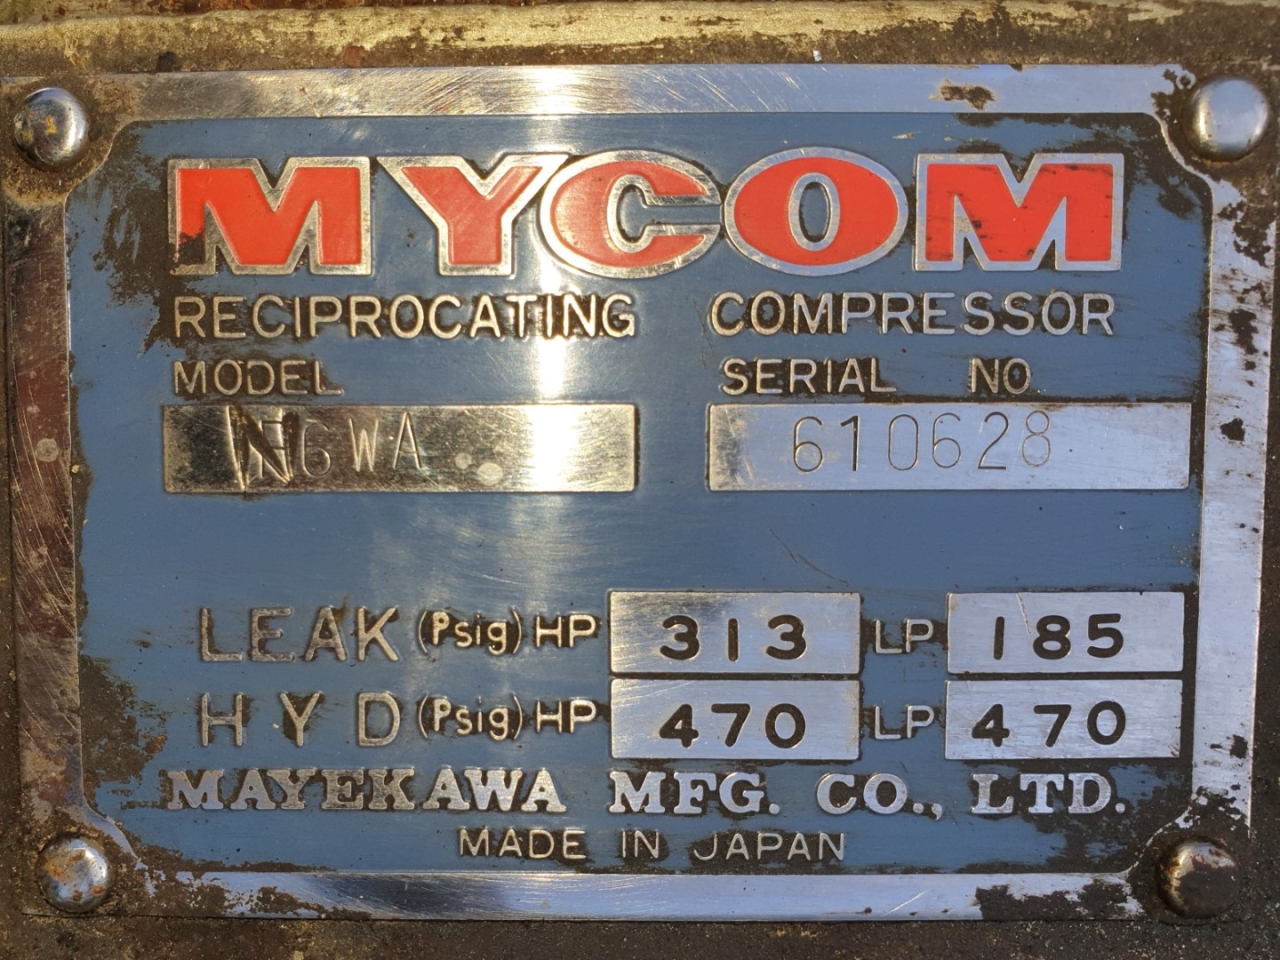 MYCOM
RECIPROCATING COMPRESSOR
MODEL SERIAL NO
N6WA 610628
LEAK (Psig) HP 313 LP 185
HYD (Psig) HP 470 LP 470
MAYEKAWA MFG. CO., LTD.
MADE IN JAPAN